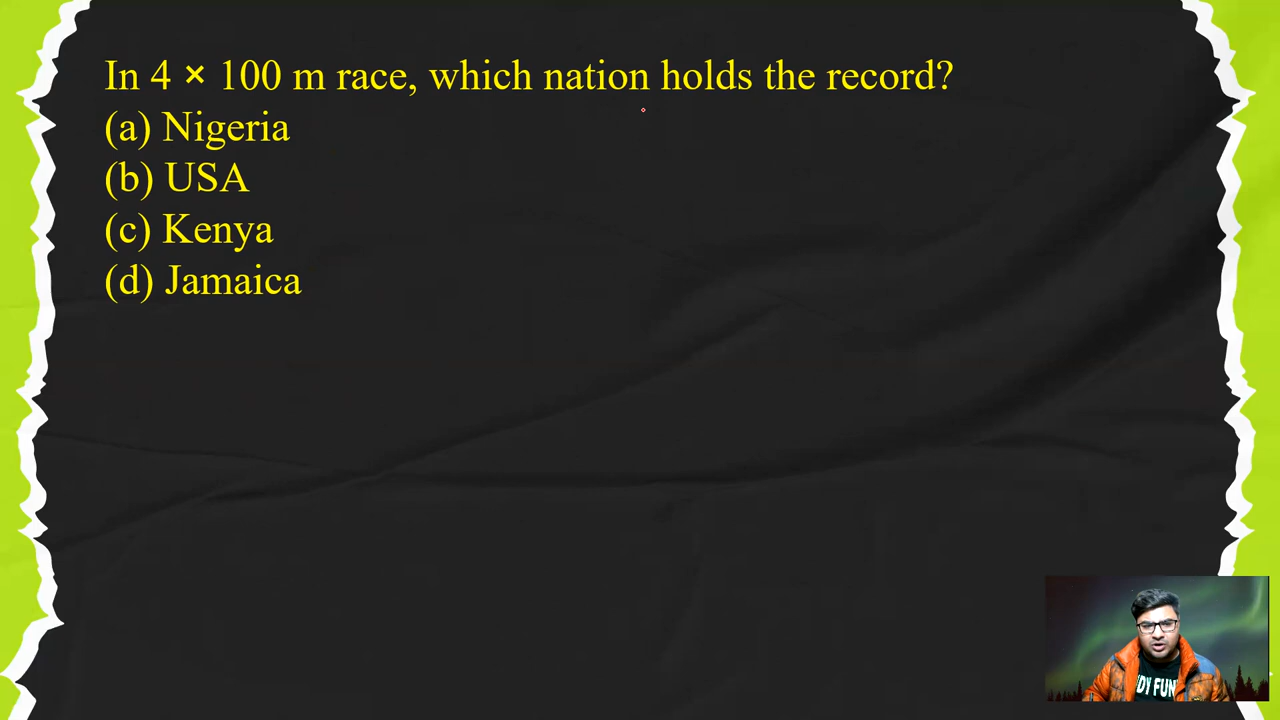 In 4 × 100 m race, which nation holds the record?
(a) Nigeria
(b) USA
(c) Kenya
(d) Jamaica